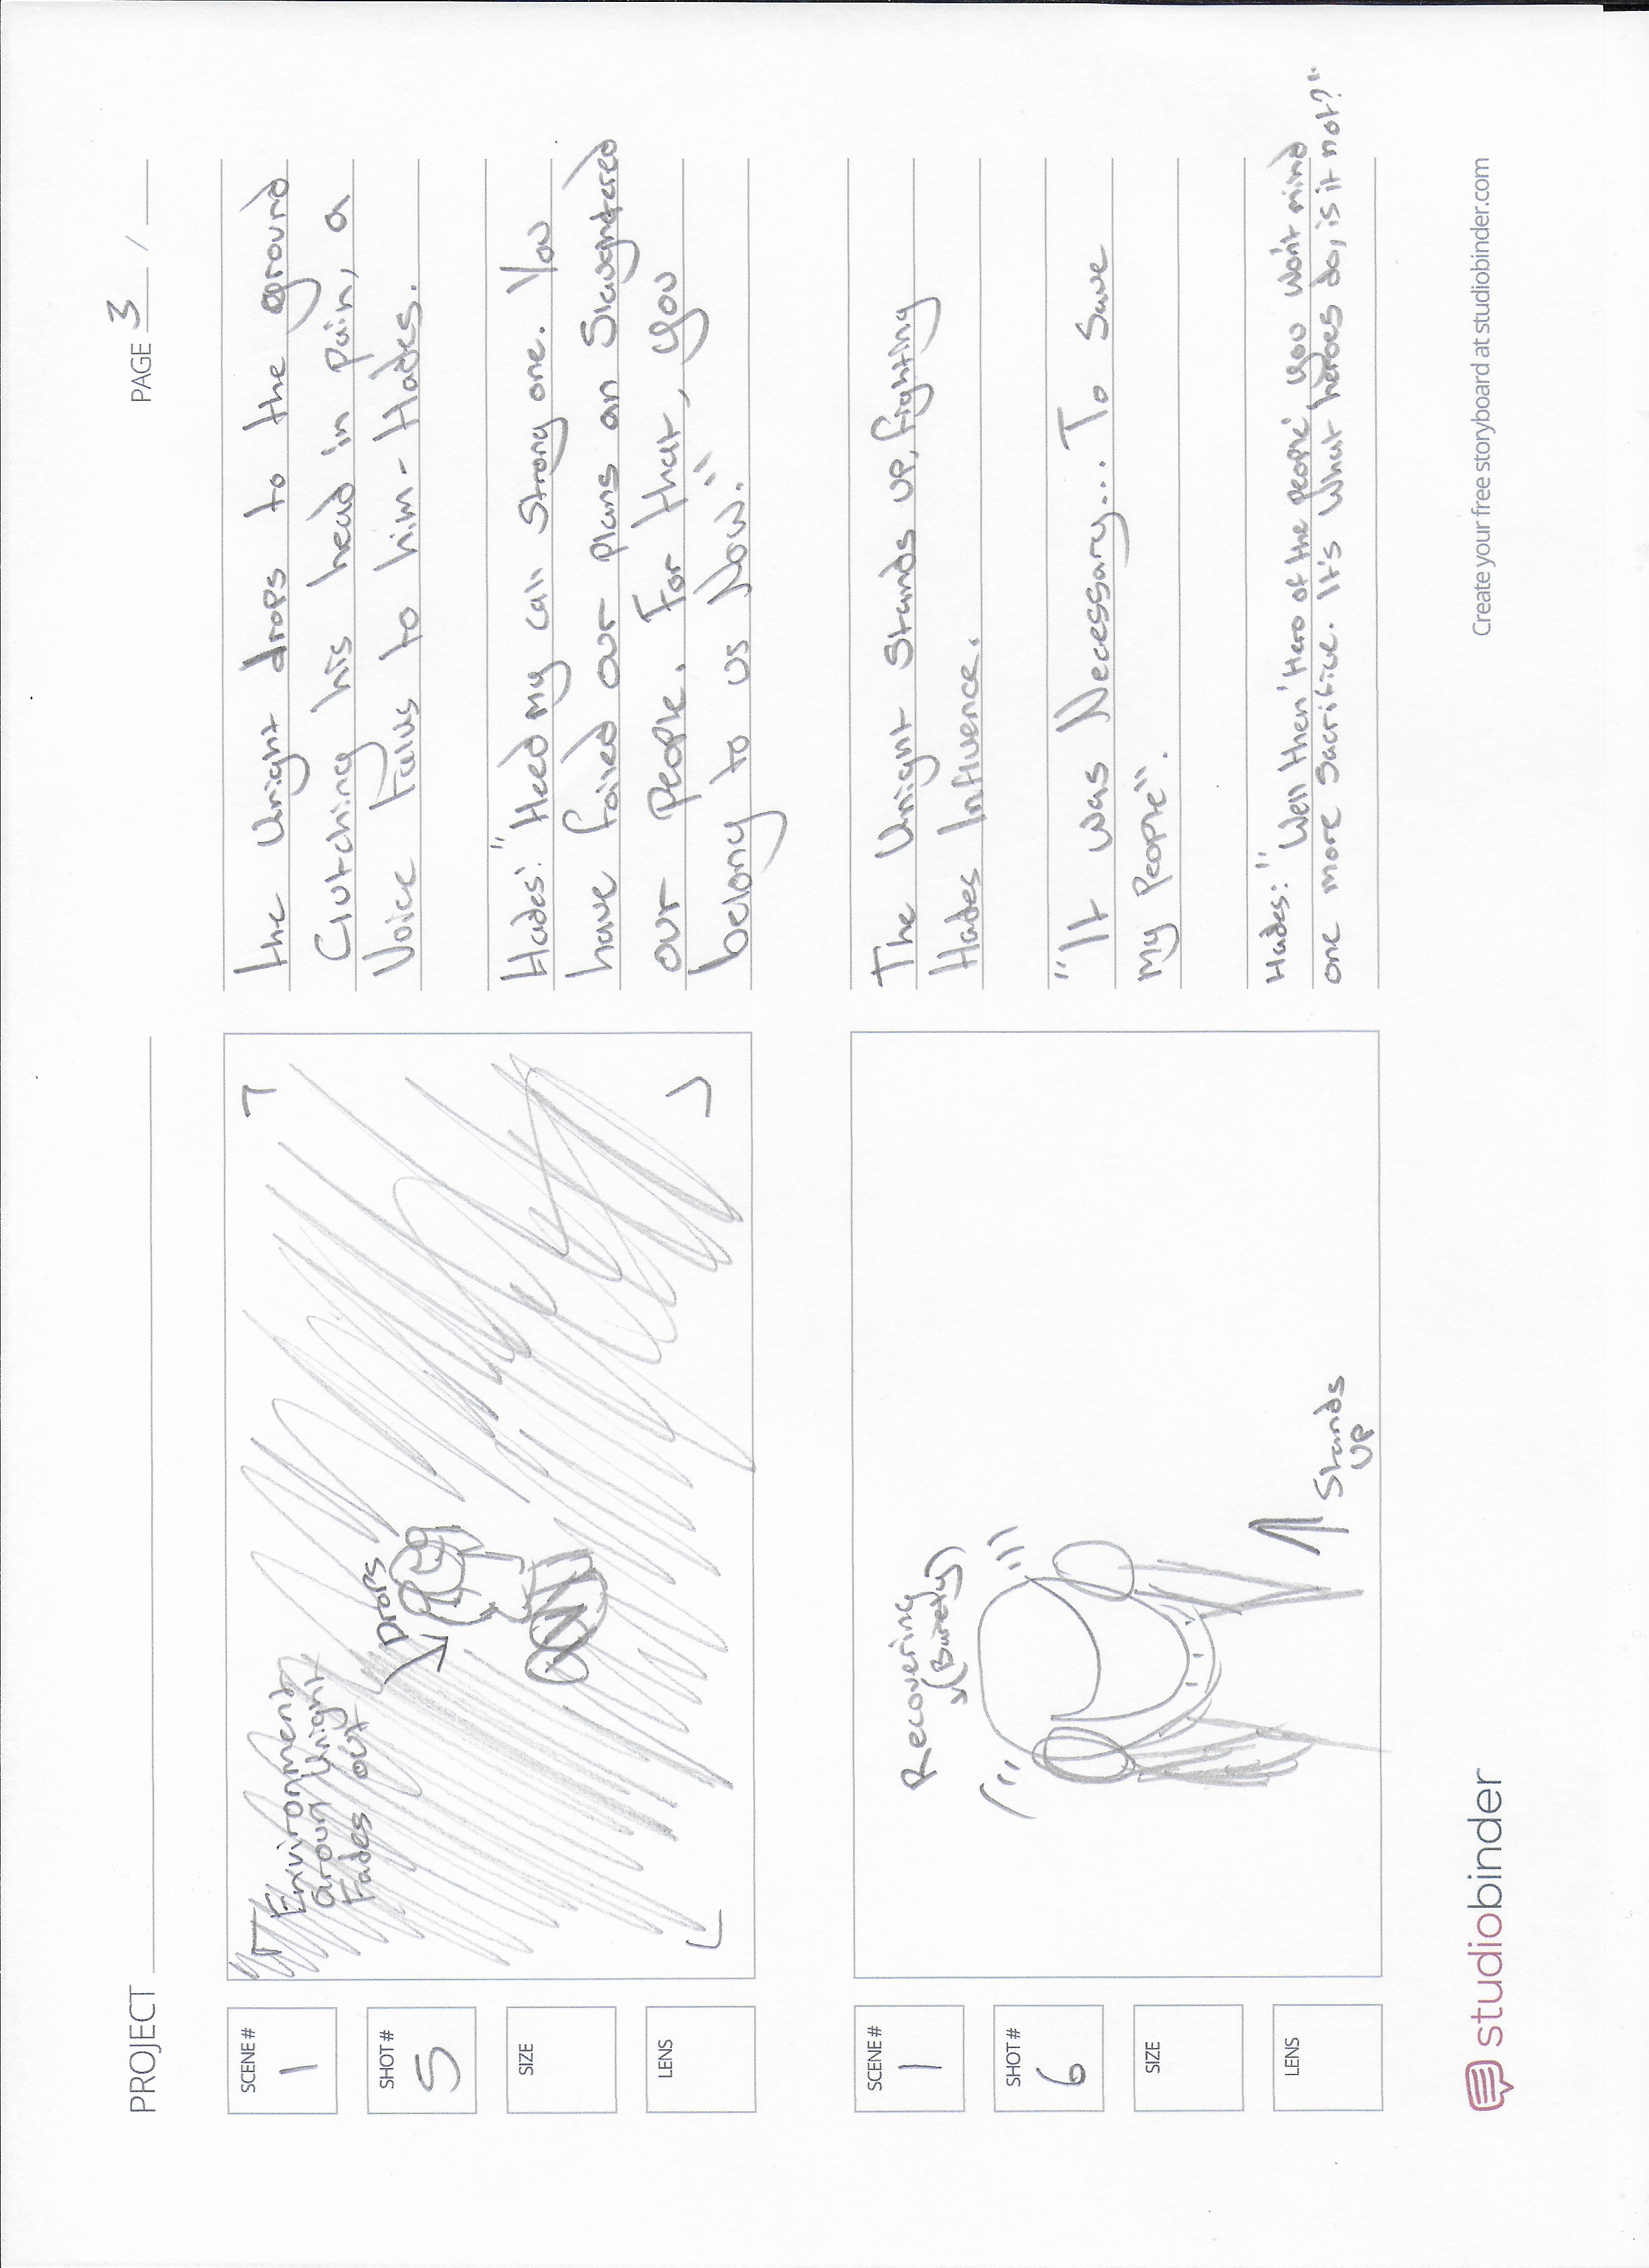 PROJECT
PAGE 3 /
SCENE # 1
SHOT # 5
SIZE
LENS
Environment
aroun Unight
Fades out
Drops
the Unight drops to the ground
Clutching his head in pain, a
Voice Talks to him - Hades.
Hades: "Heed my call strong one. You
have foiled our plans an Slaughtered
our people. For that, you
belong to us Now."
SCENE # 1
SHOT # 6
SIZE
LENS
Recovering
(Barely)
Stands
UP
The Unight Stands up, fighting
Hades Influence.
"It was Necessary... To Save
my People".
Hades: "Well then 'Hero of the people' you won't mind
one more Sacrifice. It's what heroes do, is it not?"
studiobinder
Create your free storyboard at studiobinder.com